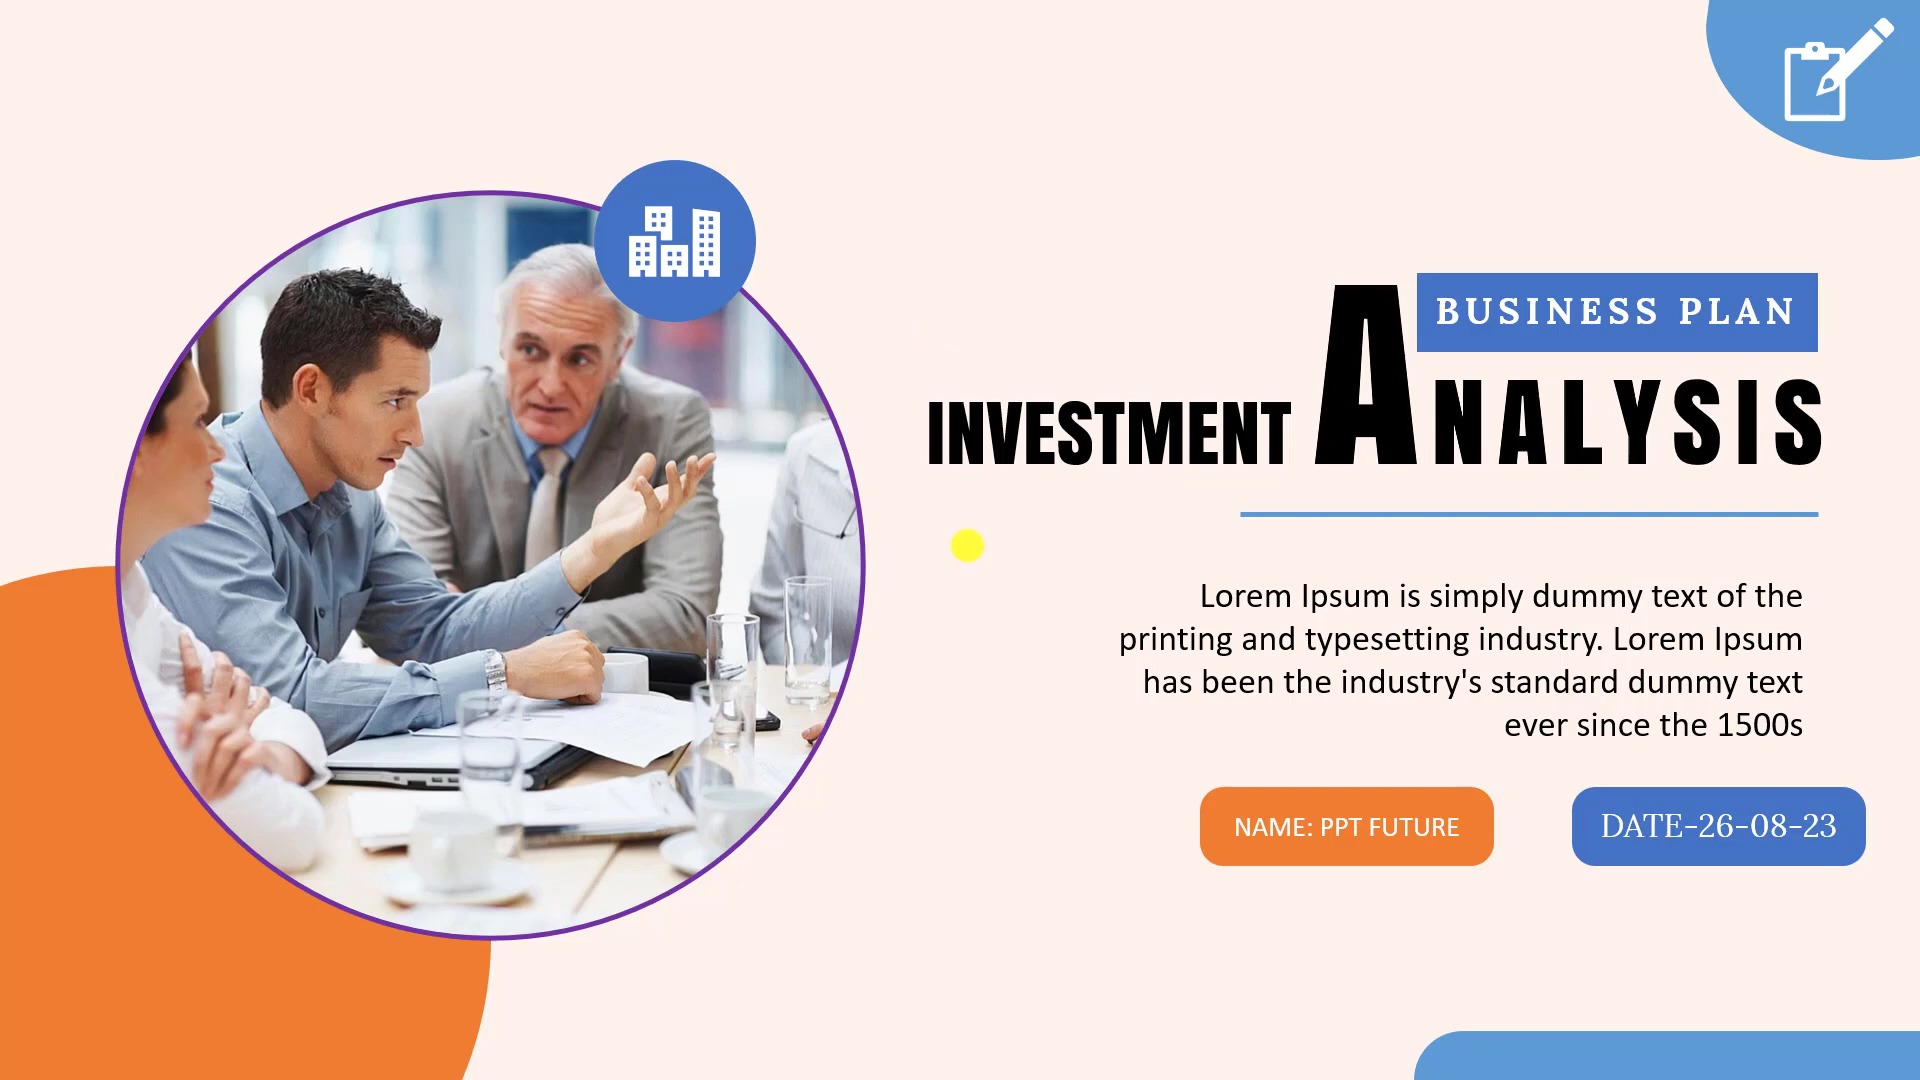 BUSINESS PLAN
INVESTMENT ANALYSIS
Lorem Ipsum is simply dummy text of the
printing and typesetting industry. Lorem Ipsum
has been the industry's standard dummy text
ever since the 1500s
NAME: PPT FUTURE
DATE-26-08-23